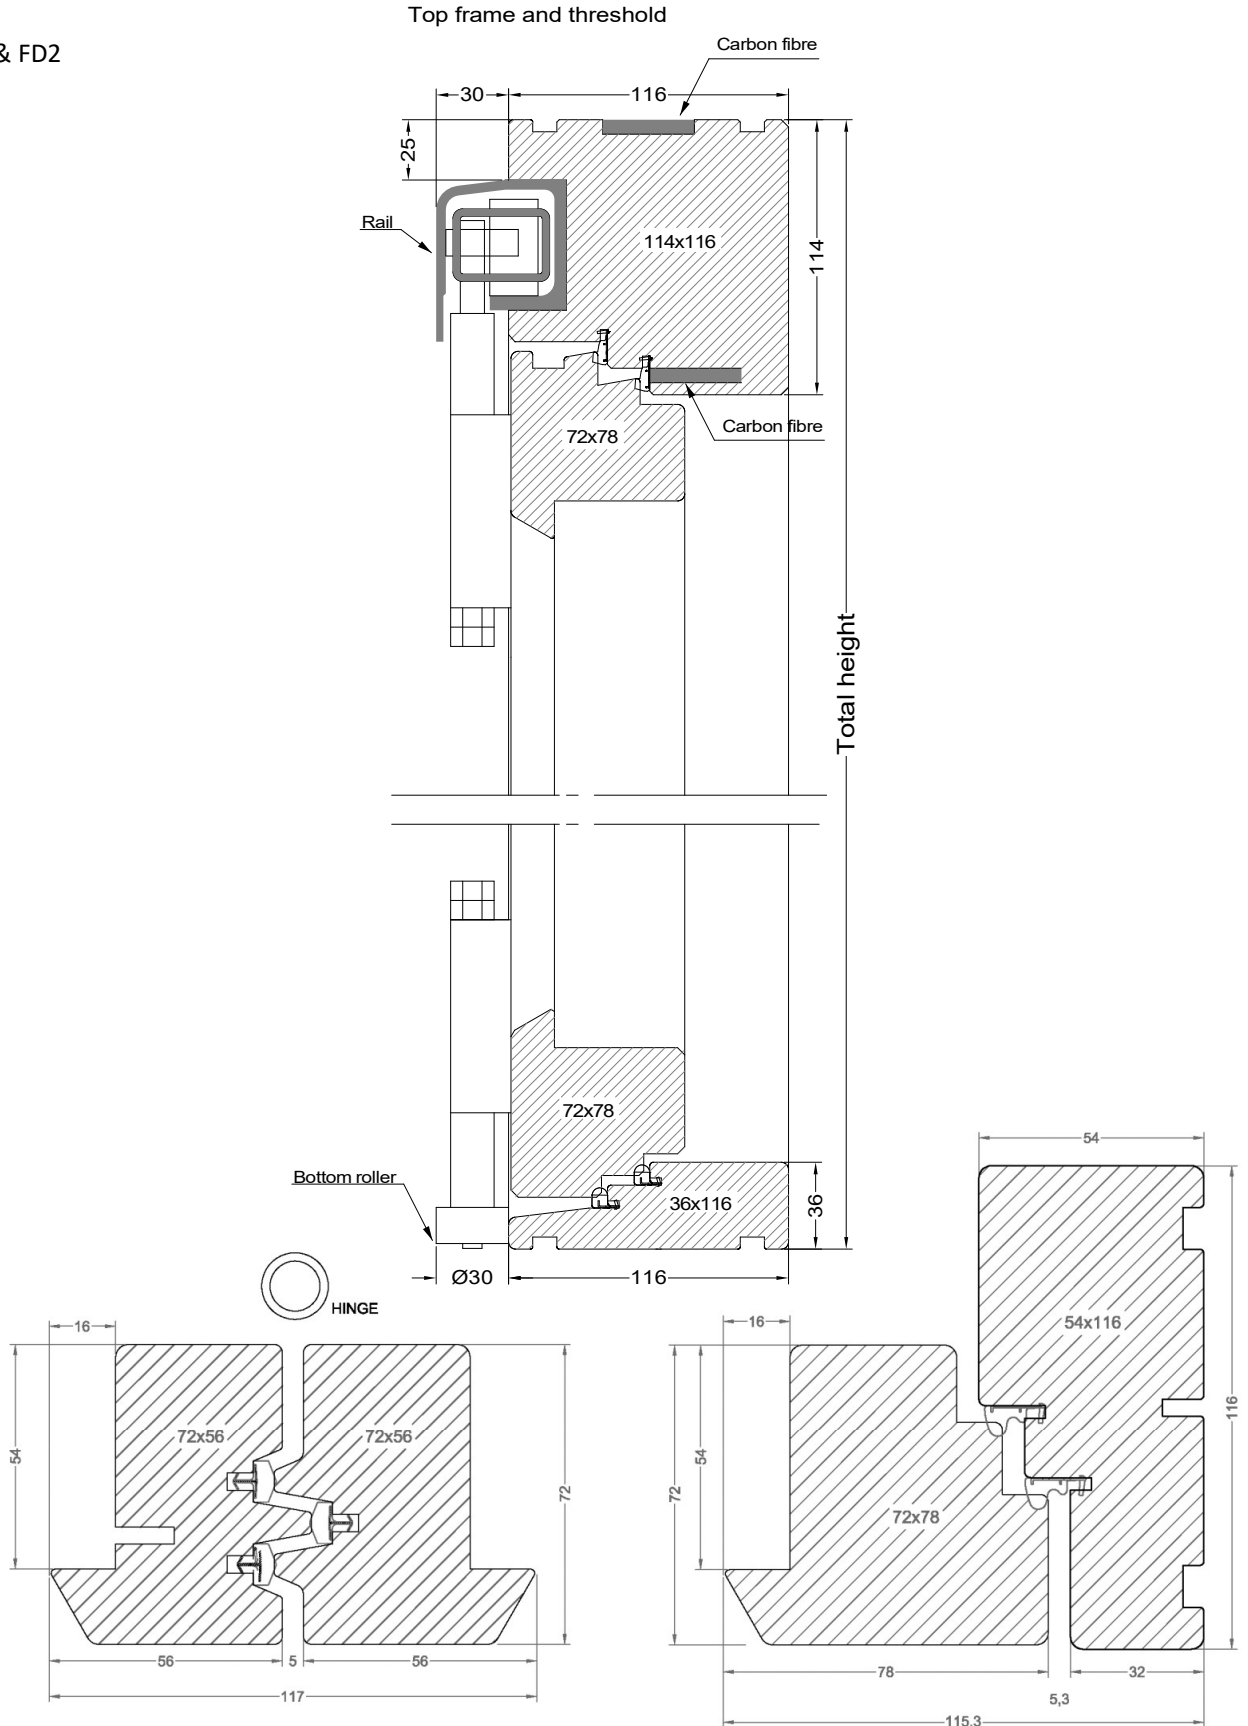 Top frame and threshold
& FD2
Carbon fibre
30
116
25
Rail
114x116
114
Carbon fibre
72x78
Total height
72x78
54
Bottom roller
36x116
36
116
Ø30
116
HINGE
16
16
54x116
72x56
72x56
54
72
72
54
72x78
56
5
56
78
32
117
5,3
115,3